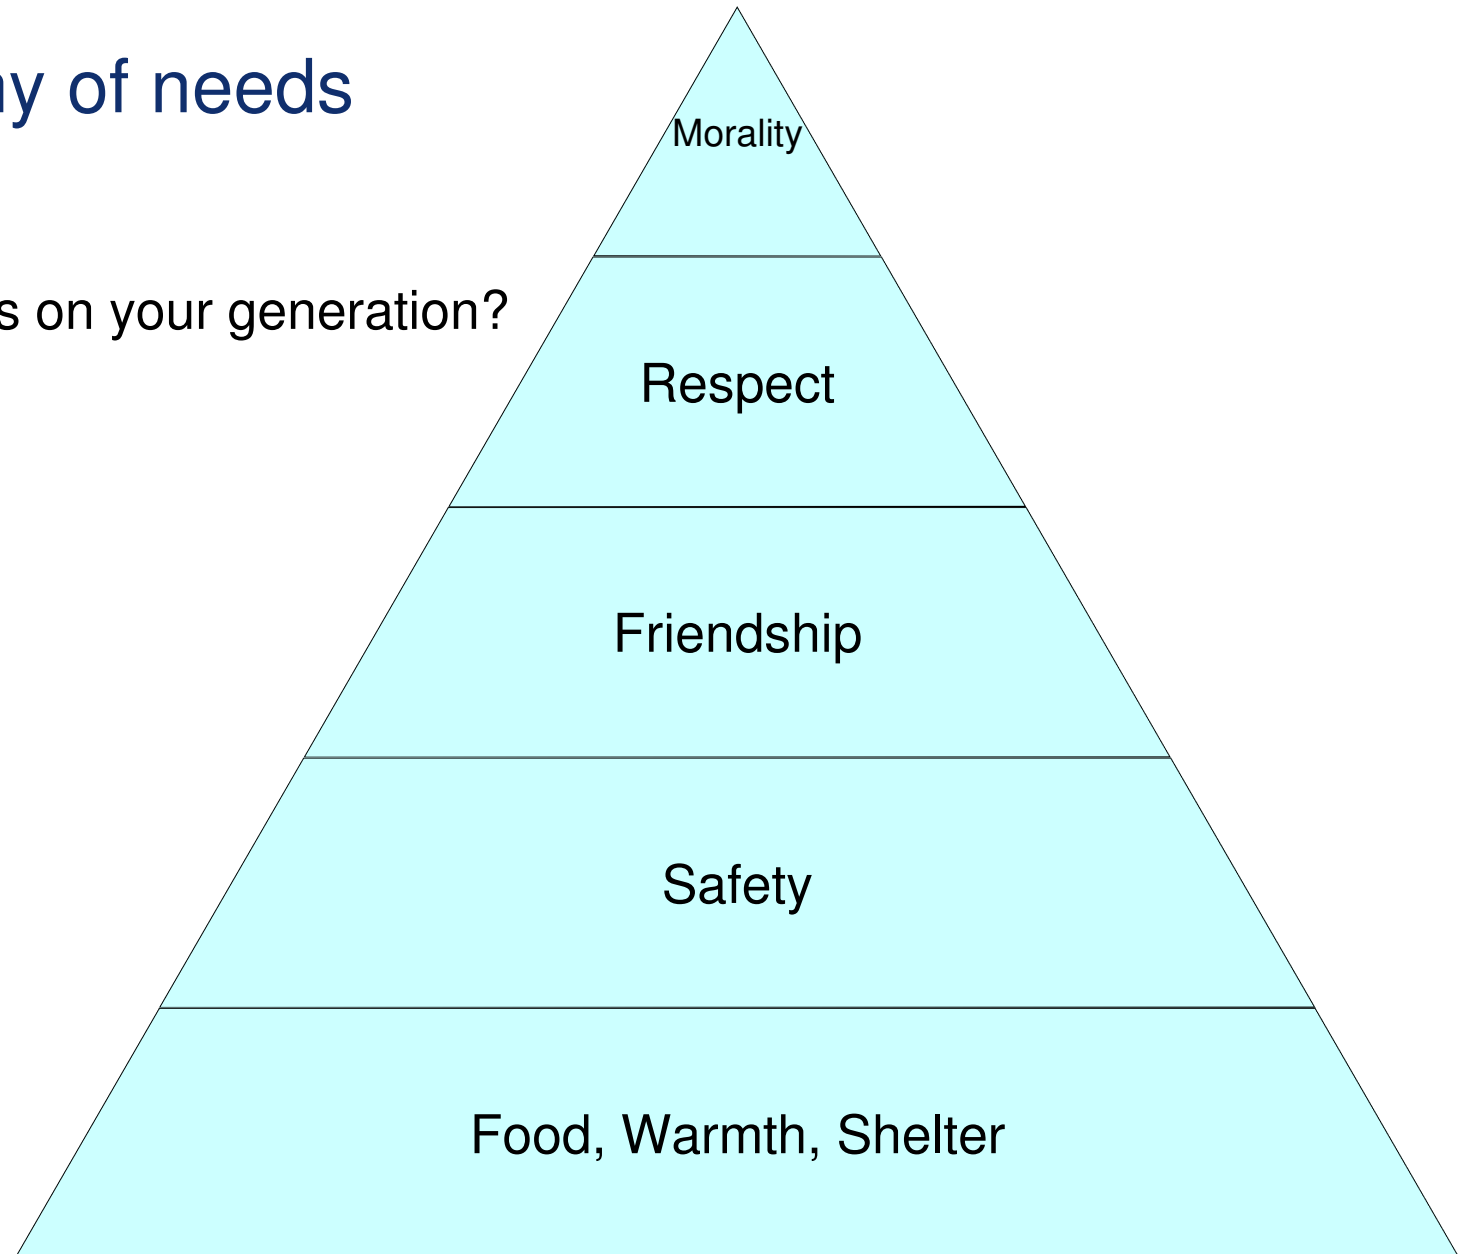 y of needs
Morality
s on your generation?
Respect
Friendship
Safety
Food, Warmth, Shelter